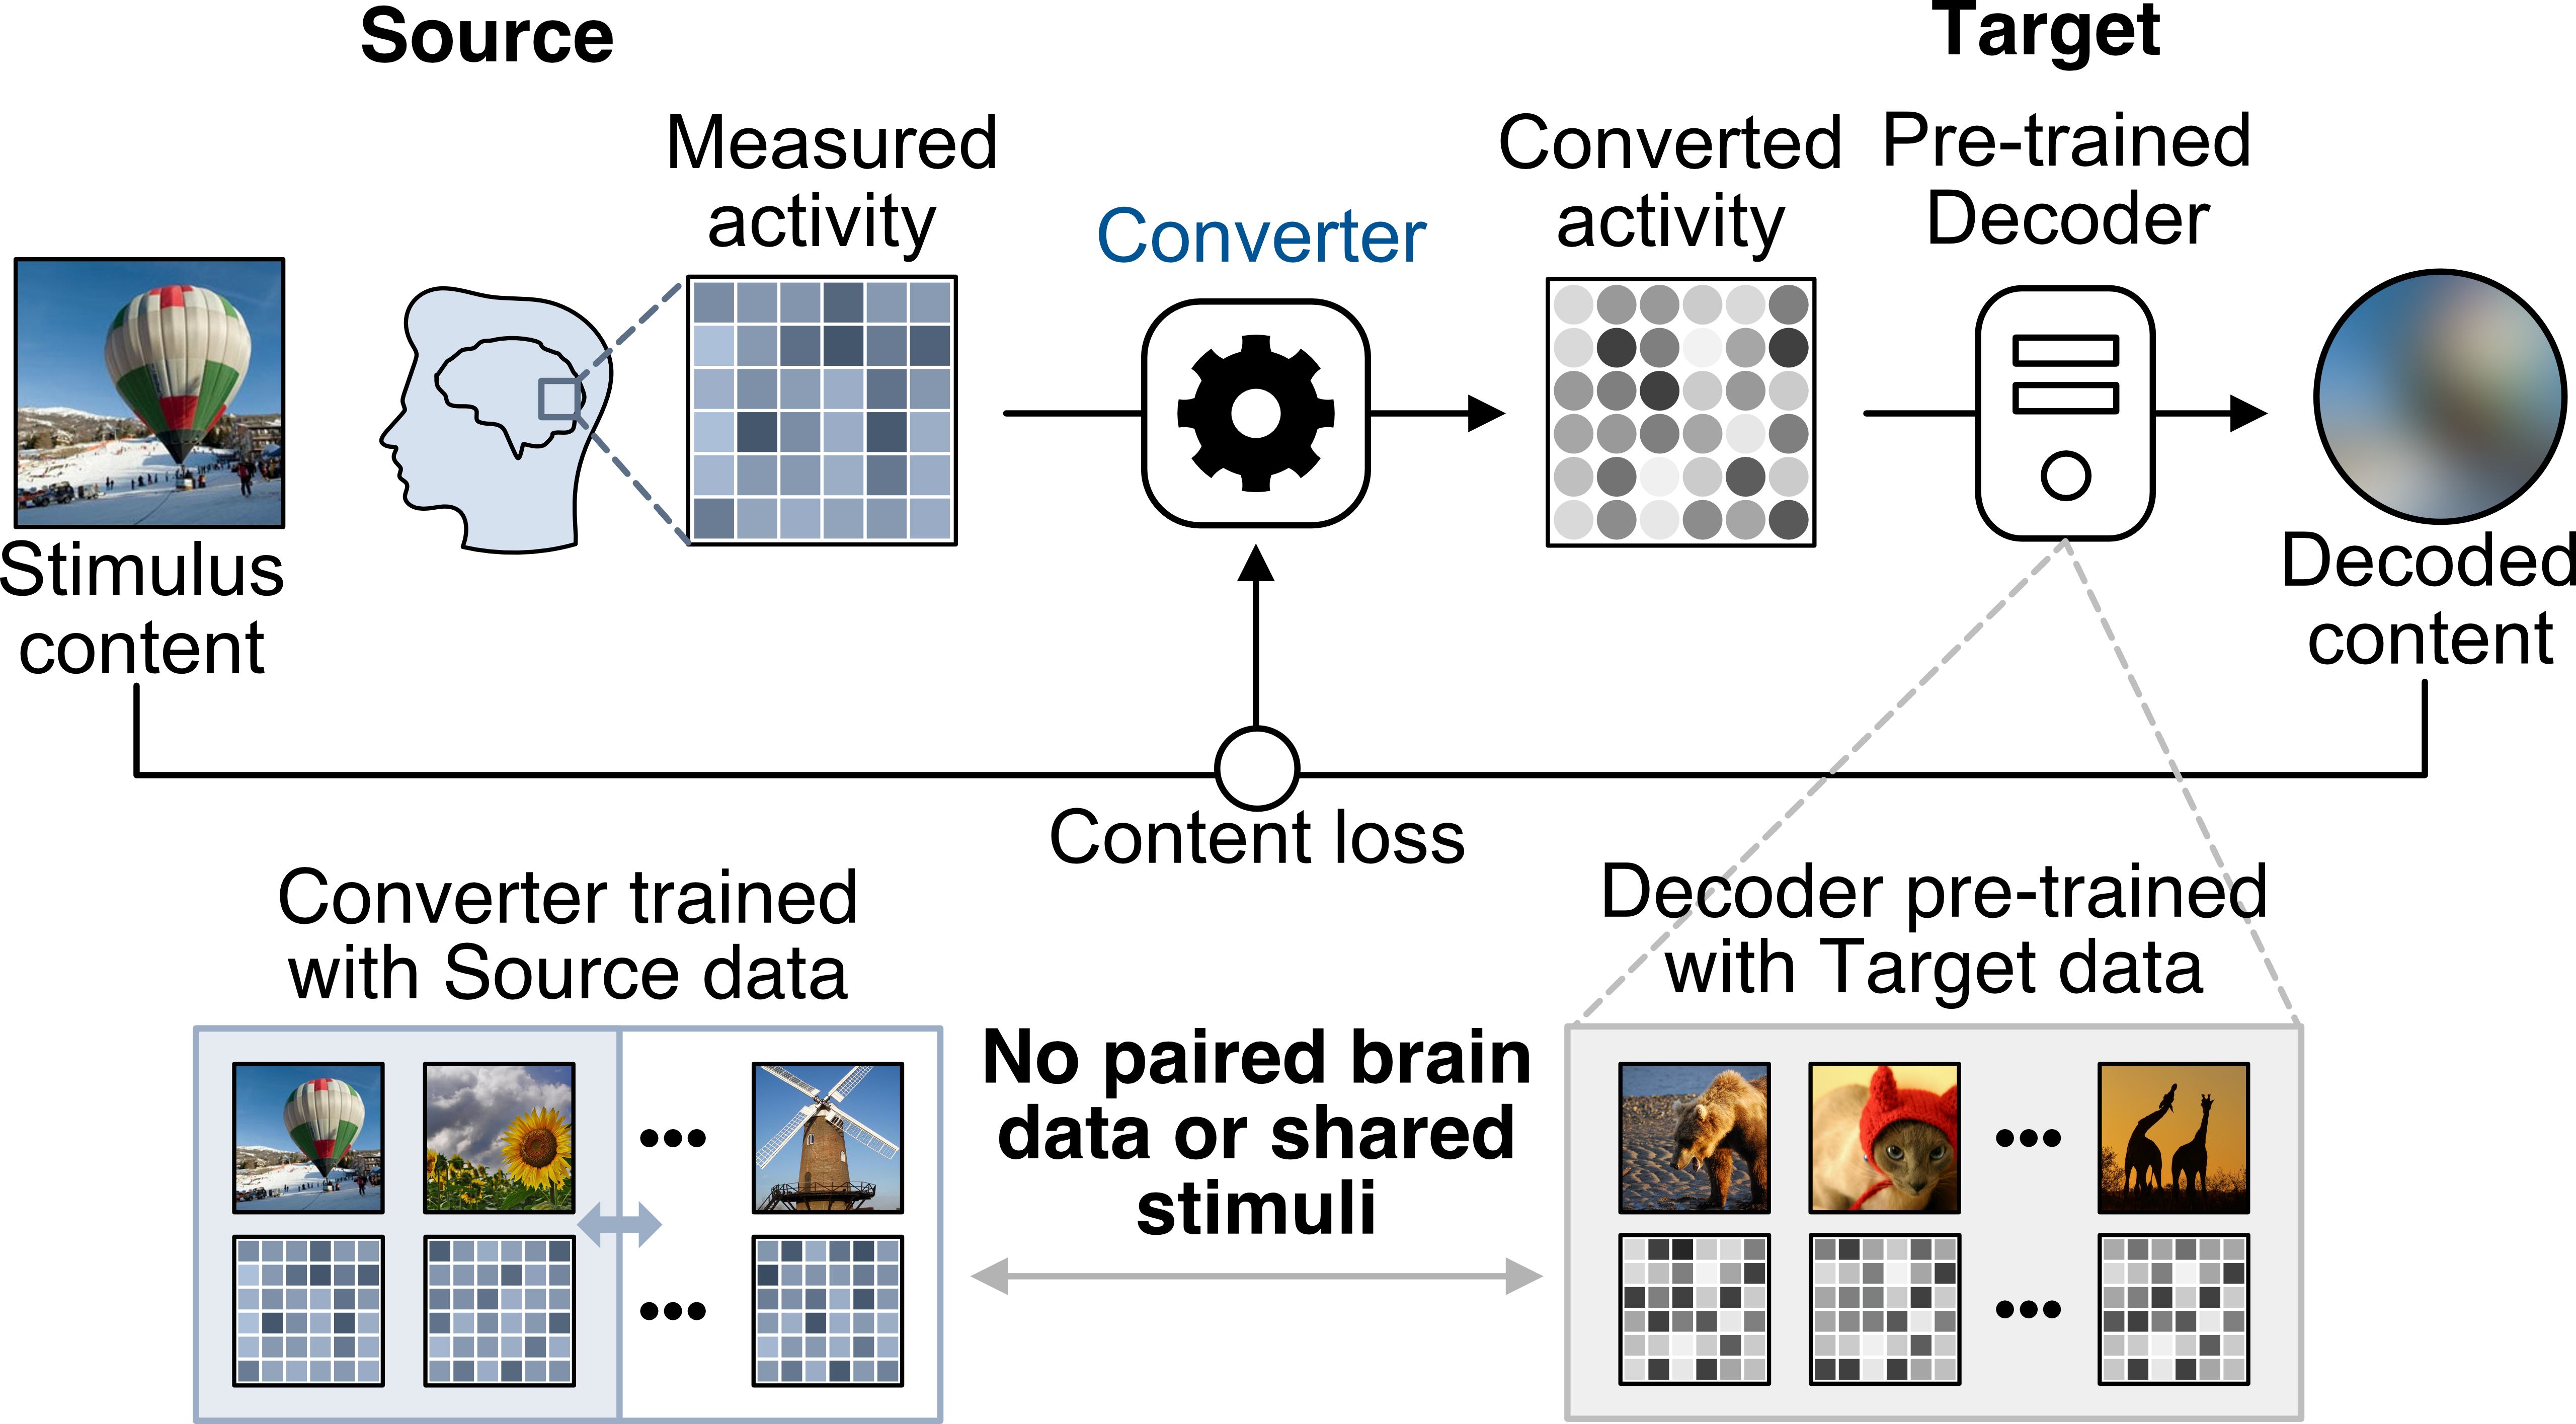 Source
Target
Measured
activity
Converter
Converted
activity
Pre-trained
Decoder
Stimulus
content
Decoded
content
Content loss
Converter trained
with Source data
No paired brain
data or shared
stimuli
Decoder pre-trained
with Target data